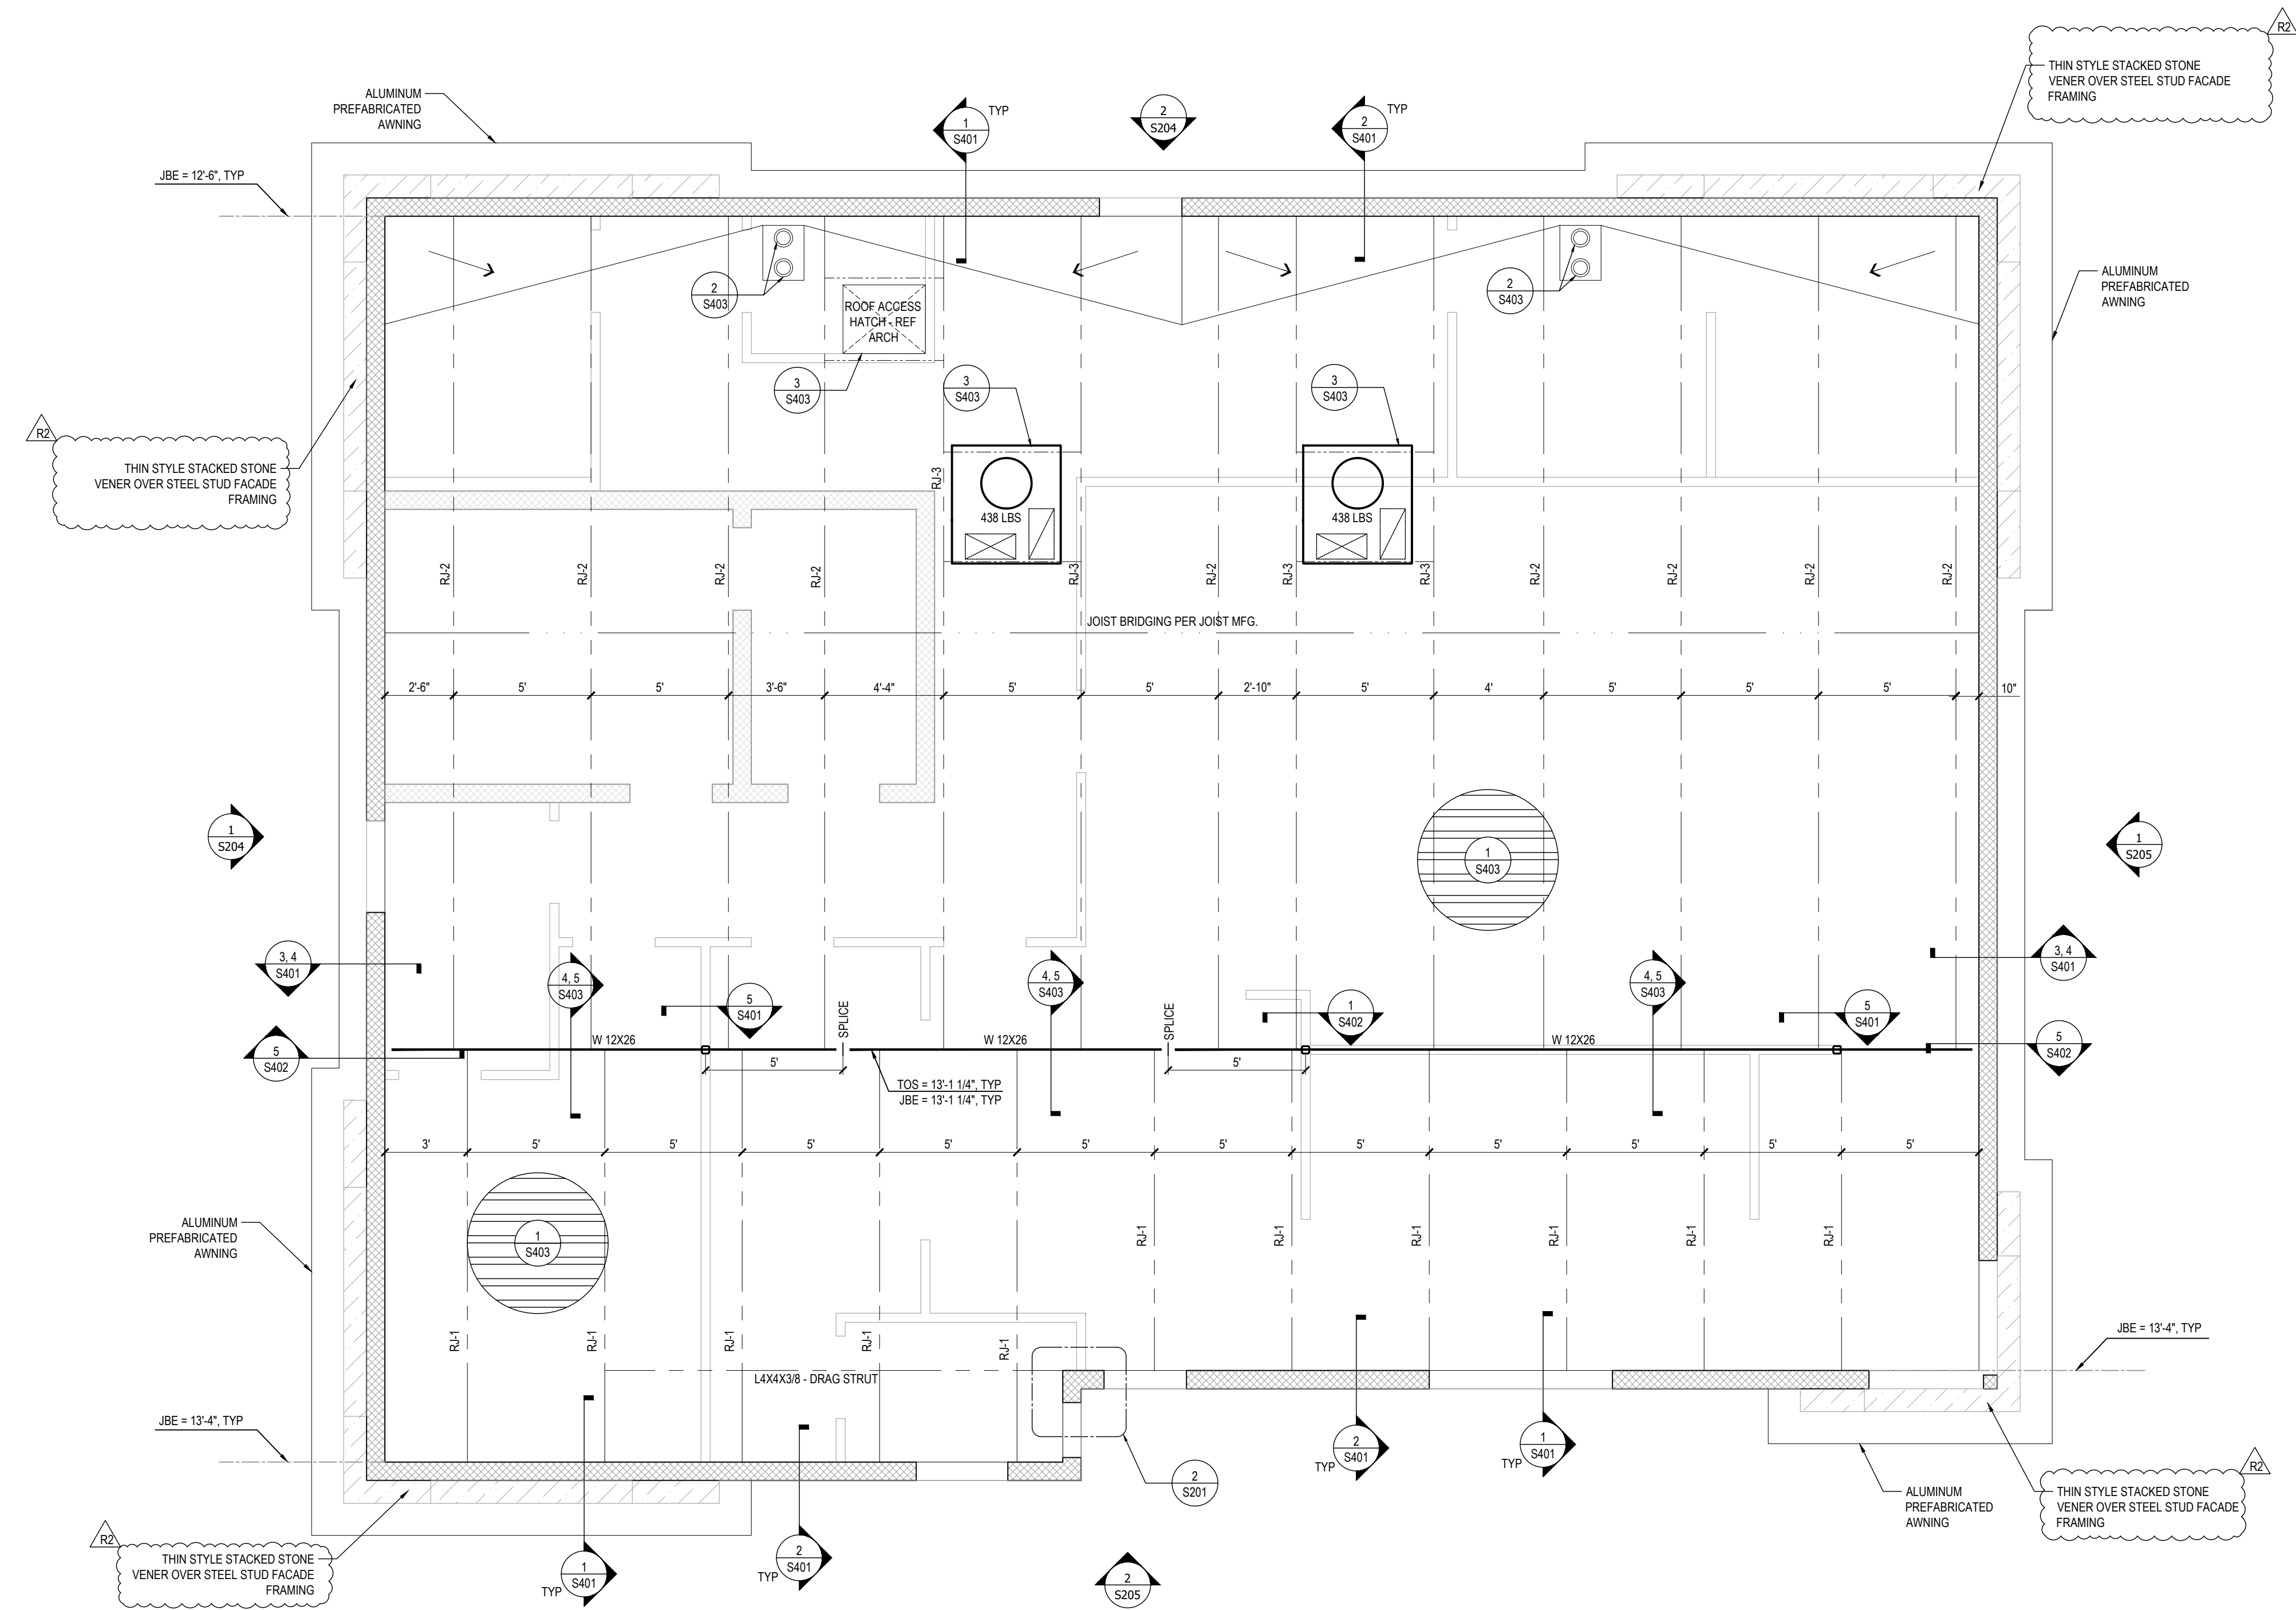 R2
THIN STYLE STACKED STONE
VENER OVER STEEL STUD FACADE
FRAMING
ALUMINUM
PREFABRICATED
AWNING
1
S401
TYP
2
S204
2
S401
TYP
JBE = 12'-6", TYP
2
S403
ROOF ACCESS
HATCH - REF
ARCH
2
S403
ALUMINUM
PREFABRICATED
AWNING
3
S403
3
S403
3
S403
R2
THIN STYLE STACKED STONE
VENER OVER STEEL STUD FACADE
FRAMING
RJ-3
438 LBS
438 LBS
RJ-2
RJ-2
RJ-2
RJ-2
RJ-3
RJ-2
RJ-3
RJ-3
RJ-2
RJ-2
RJ-2
RJ-2
JOIST BRIDGING PER JOIST MFG.
2'-6"
5'
5'
3'-6"
4'-4"
5'
5'
2'-10"
5'
4'
5'
5'
5'
10"
1
S204
1
S403
1
S205
3, 4
S401
4, 5
S403
5
S401
SPLICE
4, 5
S403
SPLICE
1
S402
4, 5
S403
5
S401
3, 4
S401
5
S402
W 12X26
W 12X26
W 12X26
5
S402
5'
5'
TOS = 13'-1 1/4", TYP
JBE = 13'-1 1/4", TYP
3'
5'
5'
5'
5'
5'
5'
5'
5'
5'
5'
5'
ALUMINUM
PREFABRICATED
AWNING
1
S403
RJ-1
RJ-1
RJ-1
RJ-1
RJ-1
RJ-1
RJ-1
RJ-1
RJ-1
RJ-1
RJ-1
JBE = 13'-4", TYP
L4X4X3/8 - DRAG STRUT
JBE = 13'-4", TYP
2
S401
TYP
1
S401
TYP
2
S201
ALUMINUM
PREFABRICATED
AWNING
R2
THIN STYLE STACKED STONE
VENER OVER STEEL STUD FACADE
FRAMING
R2
THIN STYLE STACKED STONE
VENER OVER STEEL STUD FACADE
FRAMING
1
S401
TYP
2
S401
TYP
2
S205